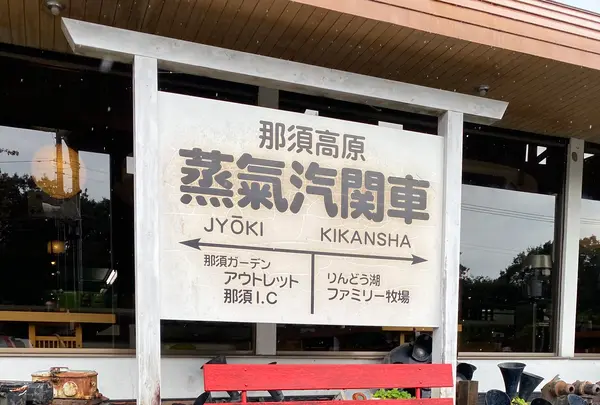 那須高原
蒸氣汽関車
JYŌKI KIKANSHA
那須ガーデン
アウトレット
那須I.C
りんどう湖
ファミリー牧場